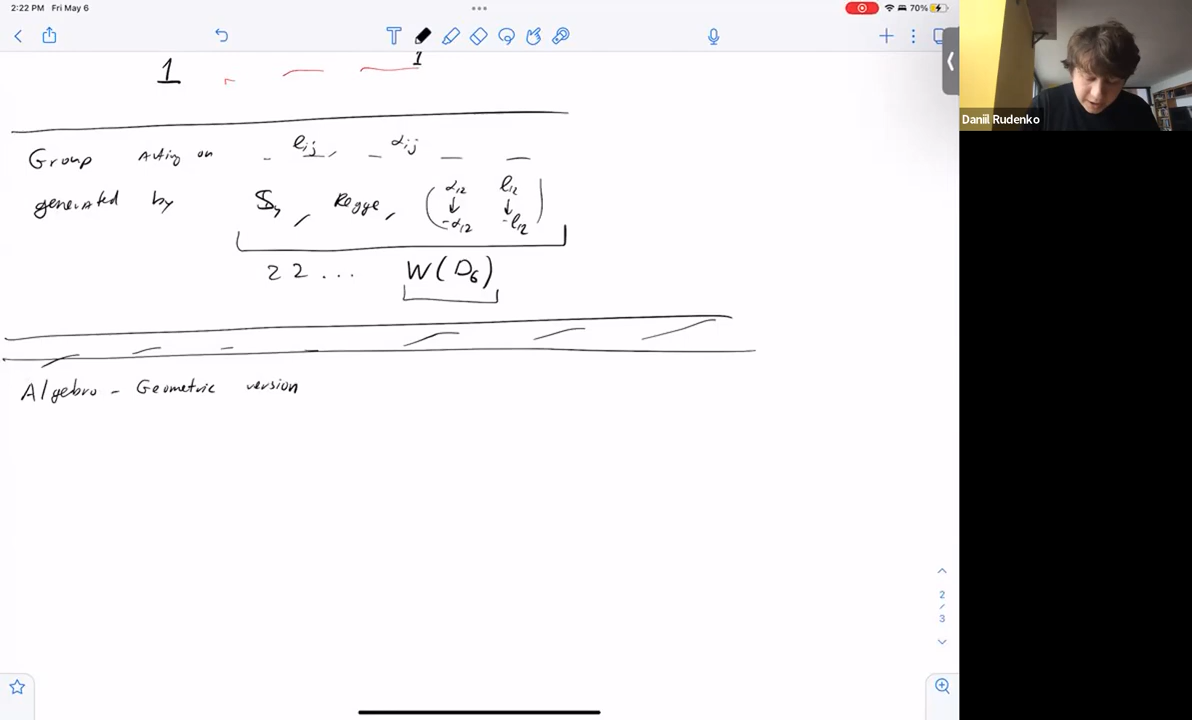 2:22 PM Fri May 6
70%
Daniil Rudenko
1 1
Group Acting on l_ij, α_ij
generated by S_4, Regge, (α_12 ↓ -α_12 l_12 ↓ -l_12)
2 2 ... W(D_6)
Algebro - Geometric version
2
/
3